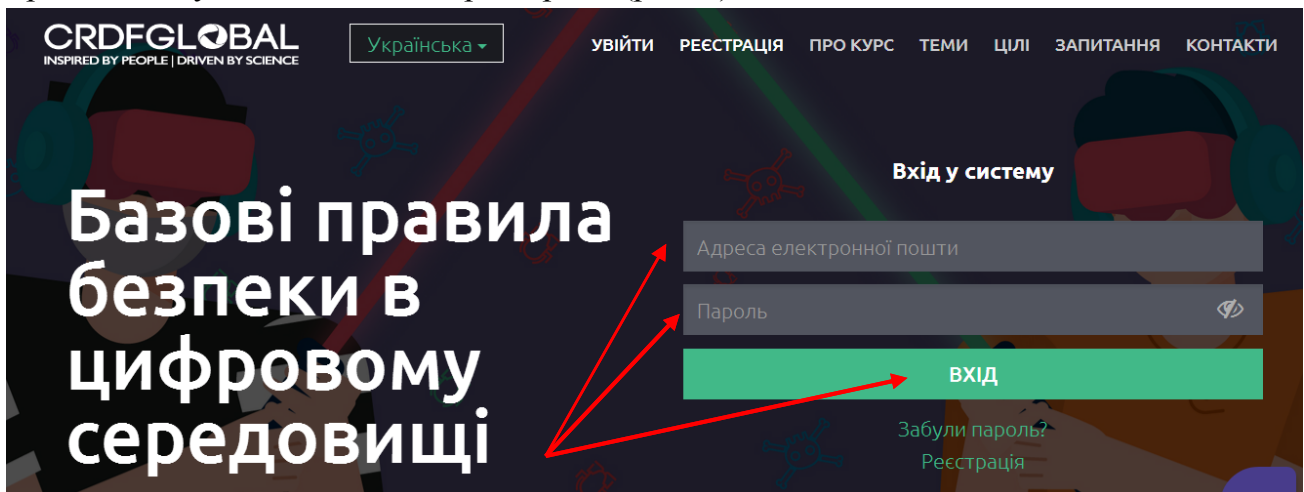 CRDFGLOBAL
INSPIRED BY PEOPLE | DRIVEN BY SCIENCE
Українська
УВІЙТИ РЕЄСТРАЦІЯ ПРО КУРС ТЕМИ ЦІЛІ ЗАПИТАННЯ КОНТАКТИ
Базові правила
безпеки в
цифровому
середовищі
Вхід у систему
Адреса електронної пошти
Пароль
ВХІД
Забули пароль?
Реєстрація